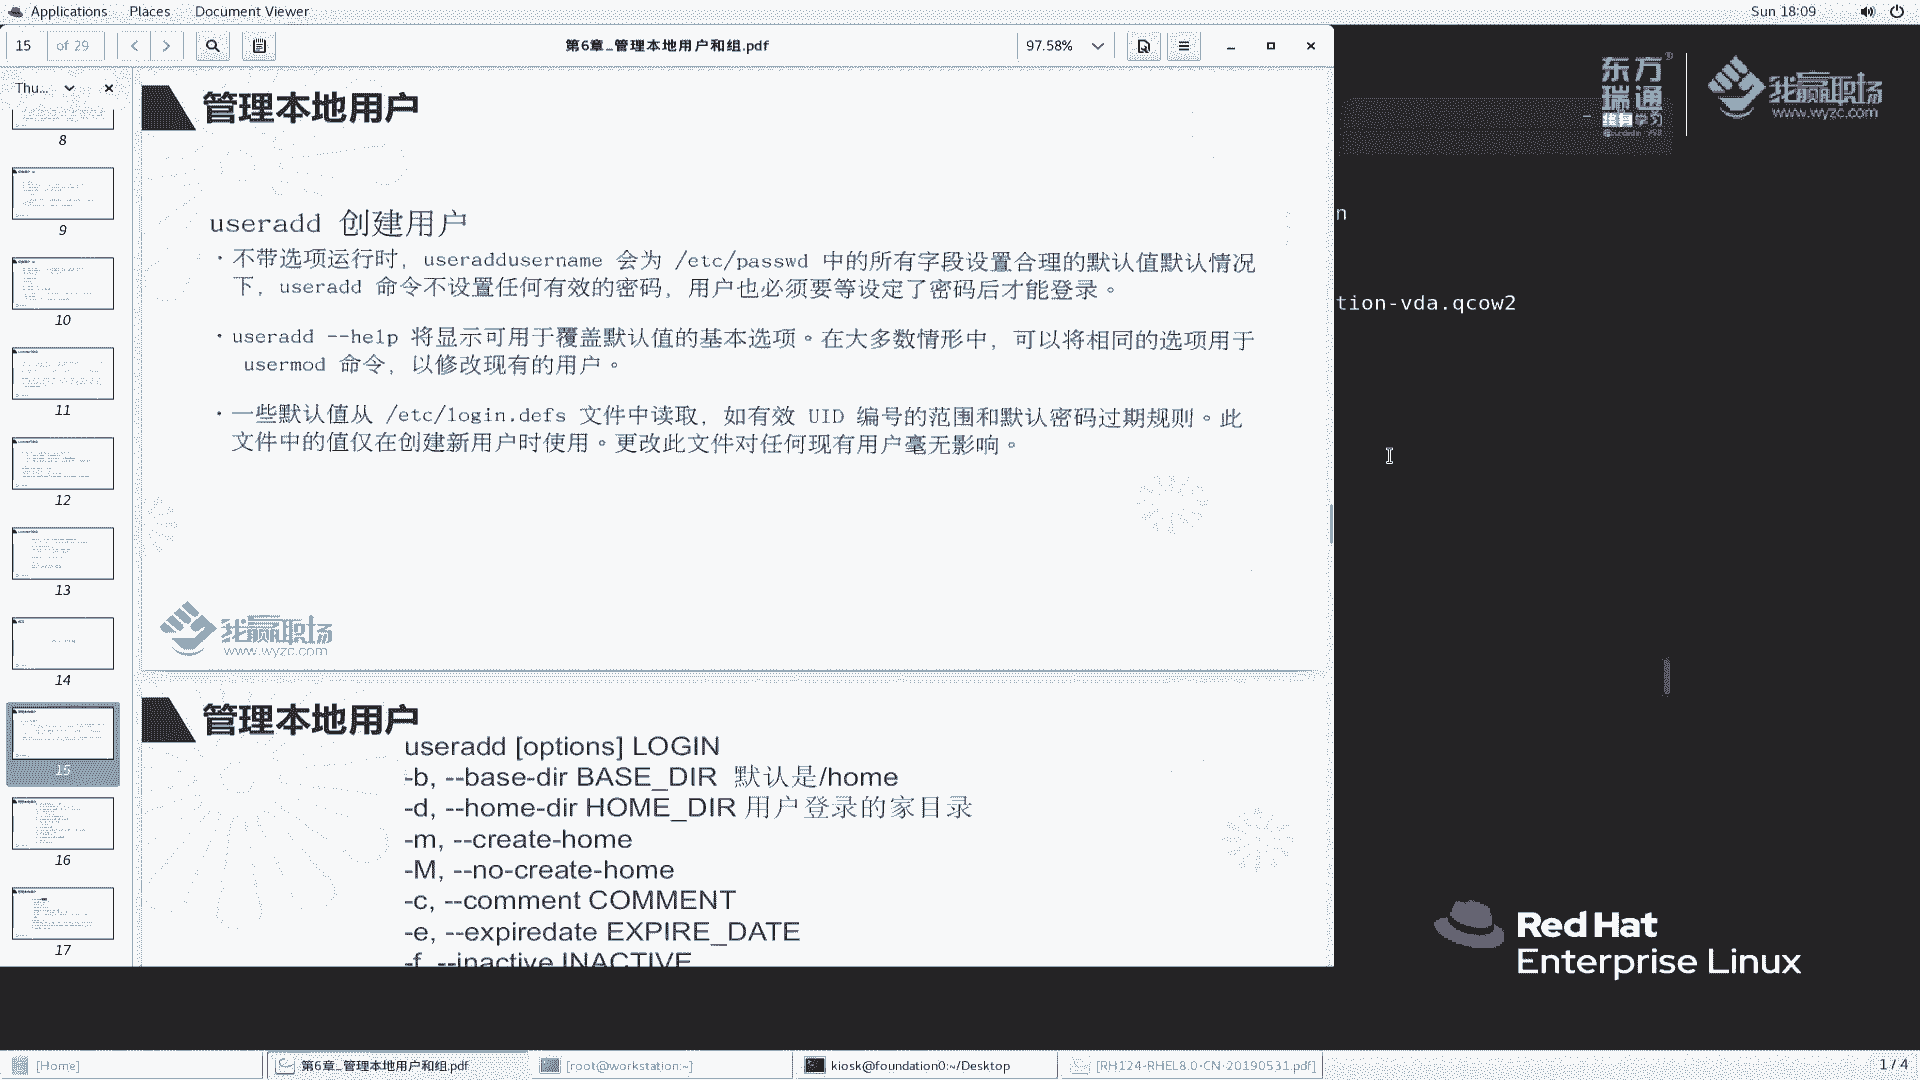 Applications Places Document Viewer Sun 18:09
15 of 29 第6章_管理本地用户和组.pdf 97.58%
Thu...
8
9
10
11
12
13
14
15
16
17
管理本地用户
useradd 创建用户
· 不带选项运行时，useraddusername 会为 /etc/passwd 中的所有字段设置合理的默认值默认情况
下，useradd 命令不设置任何有效的密码，用户也必须要等设定了密码后才能登录。
· useradd --help 将显示可用于覆盖默认值的基本选项。在大多数情形中，可以将相同的选项用于
usermod 命令，以修改现有的用户。
· 一些默认值从 /etc/login.defs 文件中读取，如有效 UID 编号的范围和默认密码过期规则。此
文件中的值仅在创建新用户时使用。更改此文件对任何现有用户毫无影响。
我赢职场
www.wyzc.com
管理本地用户
useradd [options] LOGIN
-b, --base-dir BASE_DIR 默认是/home
-d, --home-dir HOME_DIR 用户登录的家目录
-m, --create-home
-M, --no-create-home
-c, --comment COMMENT
-e, --expiredate EXPIRE_DATE
-f, --inactive INACTIVE
东方
瑞通
终身学习
我赢职场
www.wyzc.com
n
tion-vda.qcow2
Red Hat
Enterprise Linux
[Home] 第6章_管理本地用户和组.pdf [root@workstation:~] kiosk@foundation0:~/Desktop [RH124-RHEL8.0-CN-20190531.pdf] 1 / 4